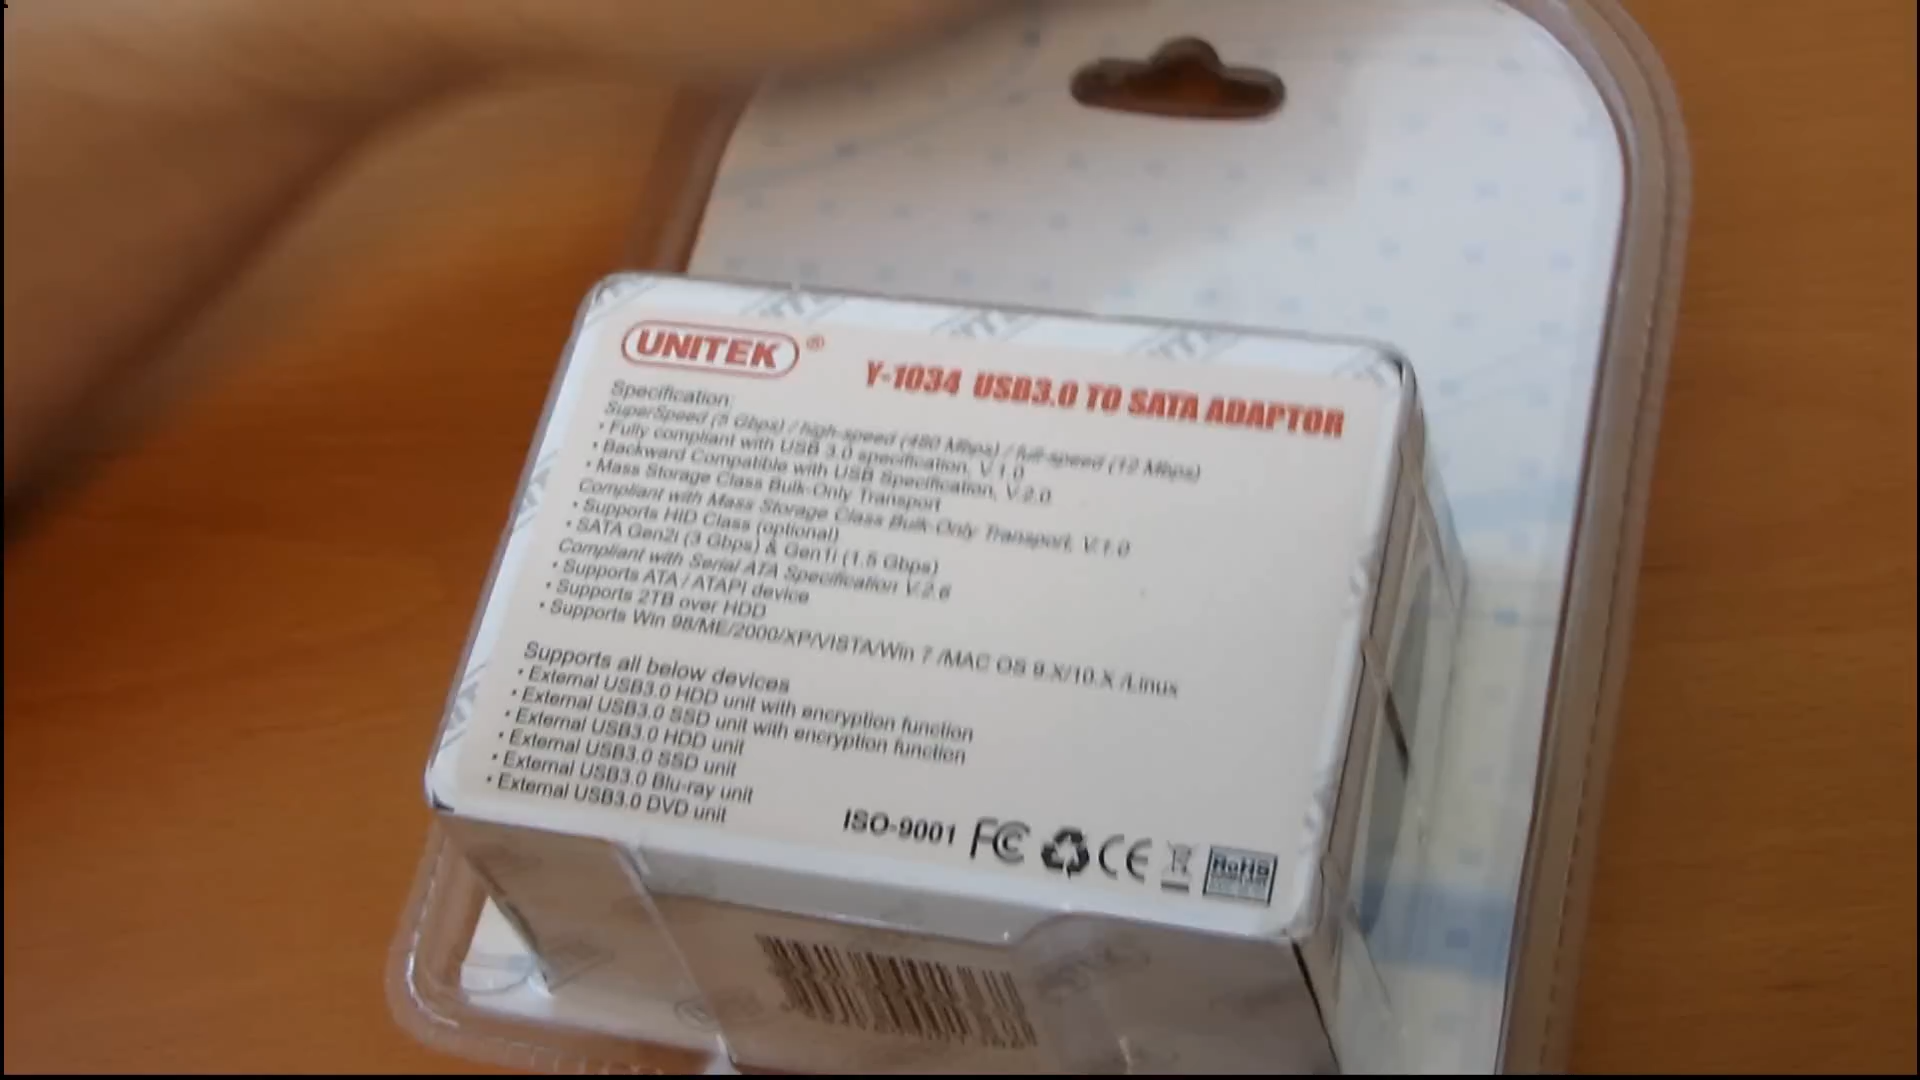 UNITEK®
Y-1034 USB3.0 TO SATA ADAPTOR
Specification:
SuperSpeed (5 Gbps) / high-speed (480 Mbps) / full-speed (12 Mbps)
• Fully compliant with USB 3.0 specification, V.1.0
• Backward Compatible with USB Specification, V.2.0
• Mass Storage Class Bulk-Only Transport
Compliant with Mass Storage Class Bulk-Only Transport, V.1.0
• Supports HID Class (optional)
• SATA Gen2i (3 Gbps) & Gen1i (1.5 Gbps)
Compliant with Serial ATA Specification V.2.6
• Supports ATA / ATAPI device
• Supports 2TB over HDD
• Supports Win 98/ME/2000/XP/VISTA/Win 7 /MAC OS 9.X/10.X /Linux
Supports all below devices
• External USB3.0 HDD unit with encryption function
• External USB3.0 SSD unit with encryption function
• External USB3.0 HDD unit
• External USB3.0 SSD unit
• External USB3.0 Blu-ray unit
• External USB3.0 DVD unit
ISO-9001 FC CE RoHS